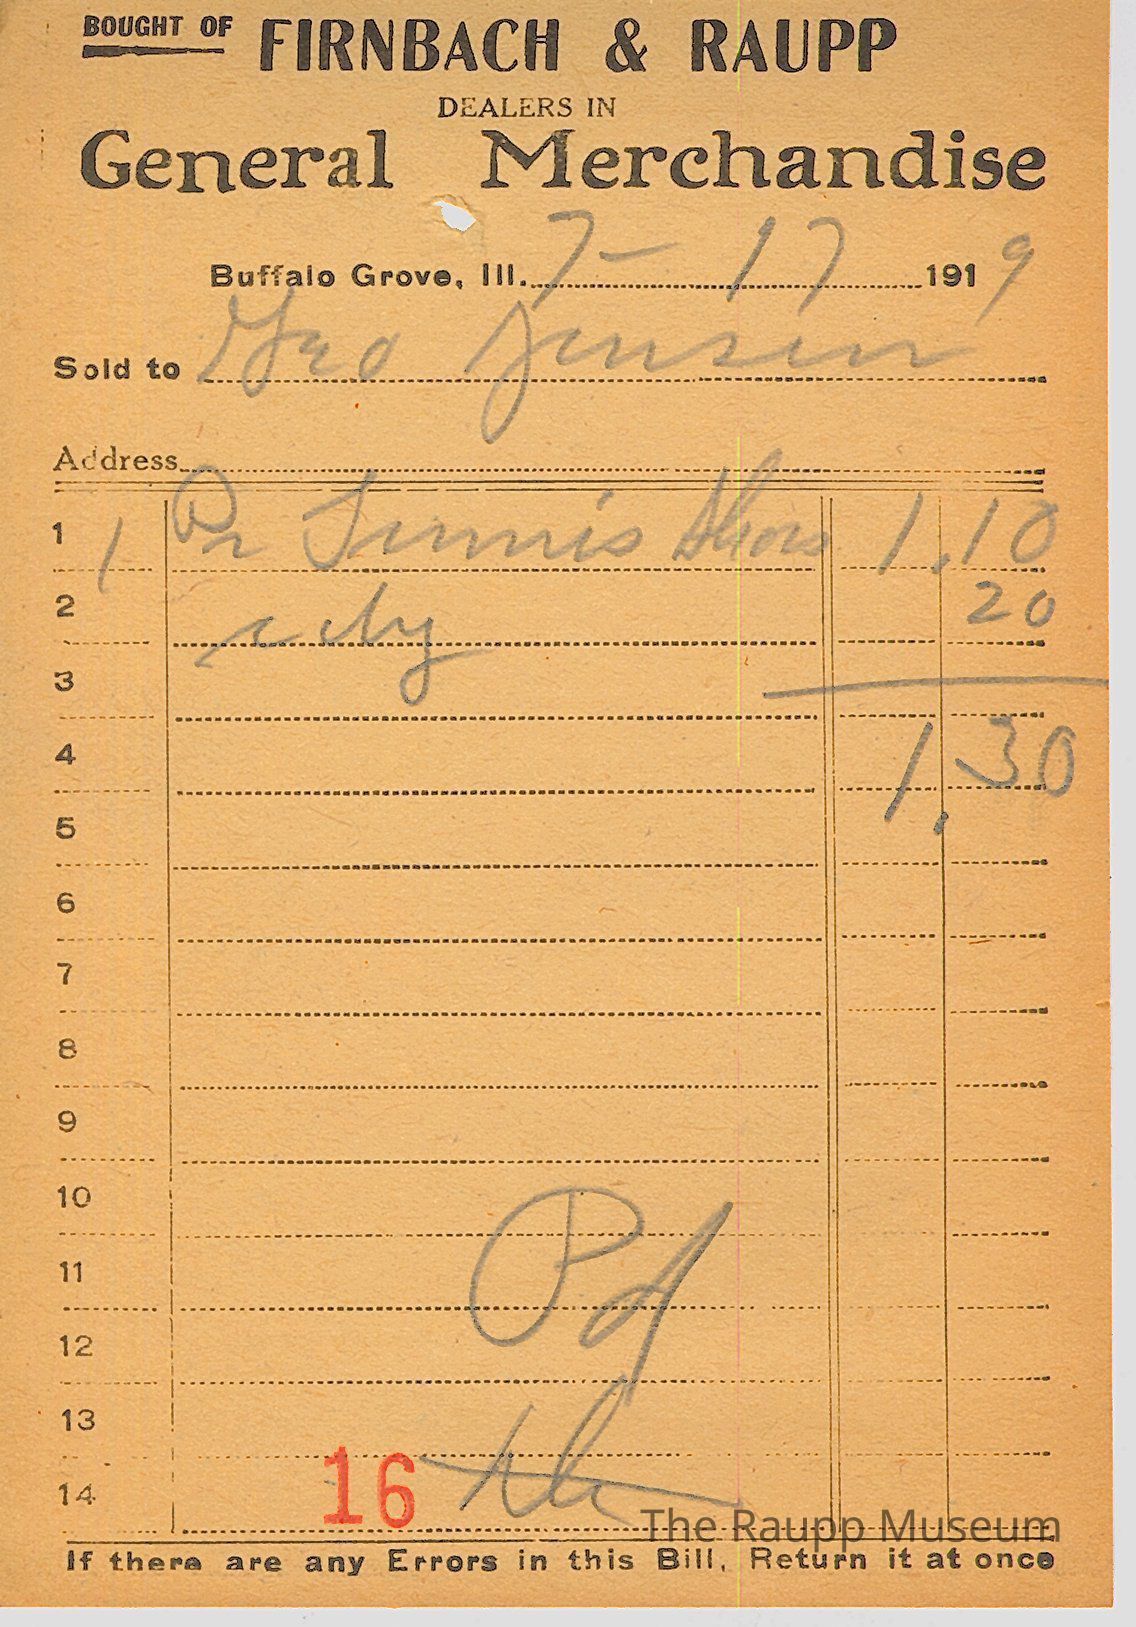 BOUGHT OF FIRNBACH & RAUPP
DEALERS IN
General Merchandise
Buffalo Grove, Ill. 7-17 1919
Sold to Geo Jensen
Address
1 1 Pr Tennis Shoes 1.10
2 20
3
4 1.30
5
6
7
8
9
10
11 Pd
12
13
14 16
The Raupp Museum
If there are any Errors in this Bill, Return it at once